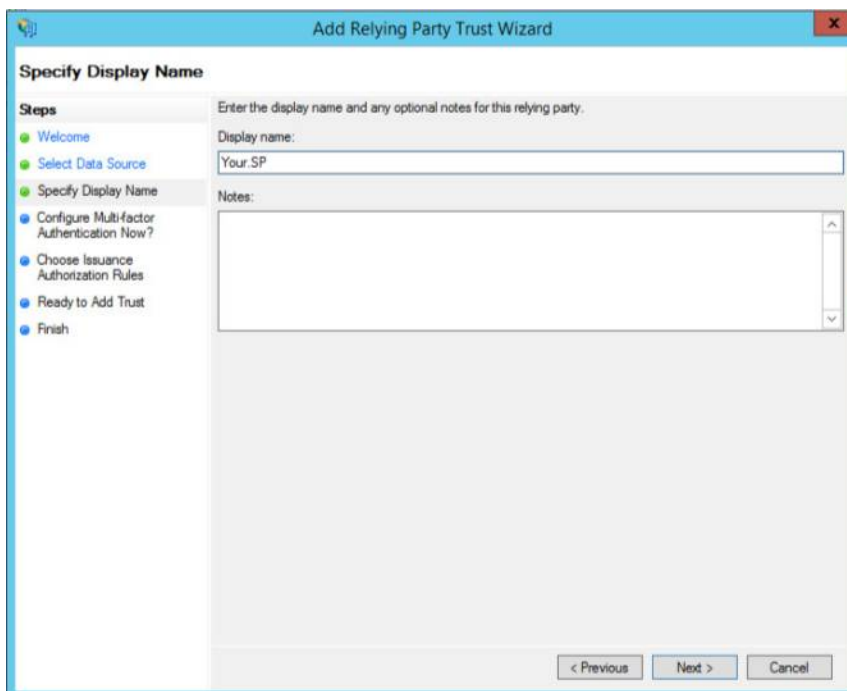 Add Relying Party Trust Wizard
x
Specify Display Name
Steps
Welcome
Select Data Source
Specify Display Name
Configure Multi-factor
Authentication Now?
Choose Issuance
Authorization Rules
Ready to Add Trust
Finish
Enter the display name and any optional notes for this relying party.
Display name:
Your.SP
Notes:
< Previous
Next >
Cancel